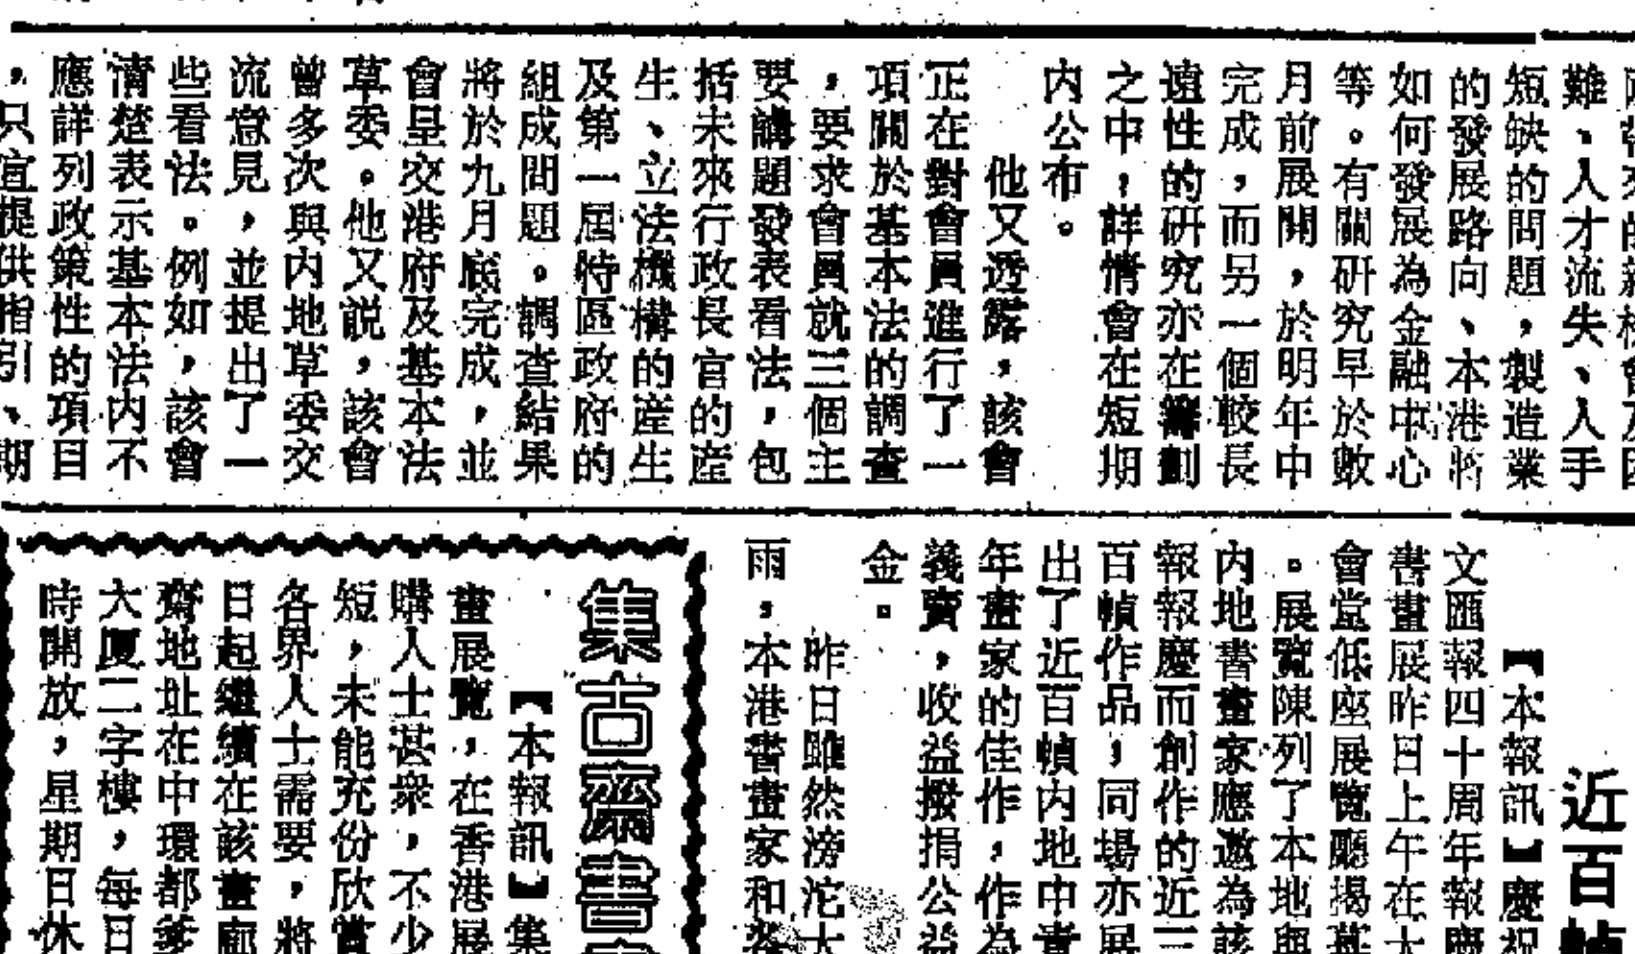 難、人才流失、人手
短缺的問題，製造業
的發展路向、本港將
如何發展為金融中心
等。有關研究早於數
月前展開，於明年中
完成，而另一個較長
遠性的研究亦在籌劃
之中，詳情會在短期
內公布。
他又透露，該會
正在對會員進行了一
項關於基本法的調查
，要求會員就三個主
要議題發表看法，包
括未來行政長官的產
生、立法機構的產生
及第一屆特區政府的
組成問題。調查結果
將於九月底完成，並
會呈交港府及基本法
草委。他又說，該會
曾多次與內地草委交
流意見，並提出了一
些看法。例如，該會
清楚表示基本法內不
應詳列政策性的項目
，只宜提供指引、期
近百幀
【本報訊】慶祝
文匯報四十周年報慶
書畫展昨日上午在大
會堂低座展覽廳揭幕
。展覽陳列了本地與
內地書畫家應邀為該
報報慶而創作的近三
百幀作品，同場亦展
出了近百幀內地中青
年畫家的佳作，作為
義賣，收益撥捐公益
金。
昨日雖然滂沱大
雨，本港書畫家和各
集古齋書
【本報訊】集
畫展覽，在香港展
購人士甚衆，不少
短，未能充份欣賞
各界人士需要，將
日起繼續在該畫廊
齋地址在中環都爹
大厦二字樓，每日
時開放，星期日休